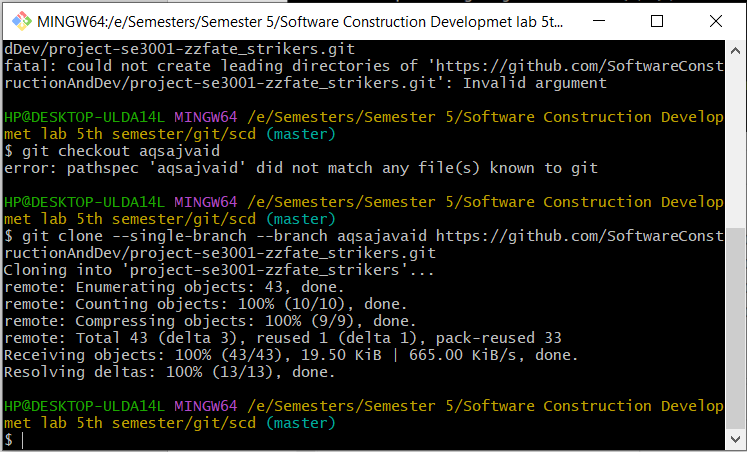 MINGW64:/e/Semesters/Semester 5/Software Construction Developmet lab 5t...
dDev/project-se3001-zzfate_strikers.git
fatal: could not create leading directories of 'https://github.com/SoftwareConst
ructionAndDev/project-se3001-zzfate_strikers.git': Invalid argument
HP@DESKTOP-ULDA14L MINGW64 /e/Semesters/Semester 5/Software Construction Develop
met lab 5th semester/git/scd (master)
$ git checkout aqsajvaid
error: pathspec 'aqsajvaid' did not match any file(s) known to git
HP@DESKTOP-ULDA14L MINGW64 /e/Semesters/Semester 5/Software Construction Develop
met lab 5th semester/git/scd (master)
$ git clone --single-branch --branch aqsajavaid https://github.com/SoftwareConst
ructionAndDev/project-se3001-zzfate_strikers.git
Cloning into 'project-se3001-zzfate_strikers'...
remote: Enumerating objects: 43, done.
remote: Counting objects: 100% (10/10), done.
remote: Compressing objects: 100% (9/9), done.
remote: Total 43 (delta 3), reused 1 (delta 1), pack-reused 33
Receiving objects: 100% (43/43), 19.50 KiB | 665.00 KiB/s, done.
Resolving deltas: 100% (13/13), done.
HP@DESKTOP-ULDA14L MINGW64 /e/Semesters/Semester 5/Software Construction Develop
met lab 5th semester/git/scd (master)
$